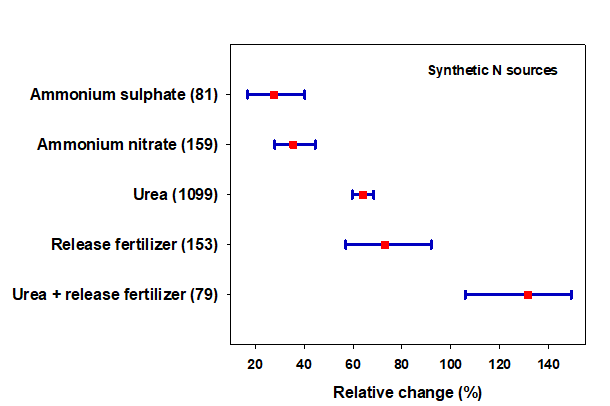 Synthetic N sources
Ammonium sulphate (81)
Ammonium nitrate (159)
Urea (1099)
Release fertilizer (153)
Urea + release fertilizer (79)
20 40 60 80 100 120 140
Relative change (%)